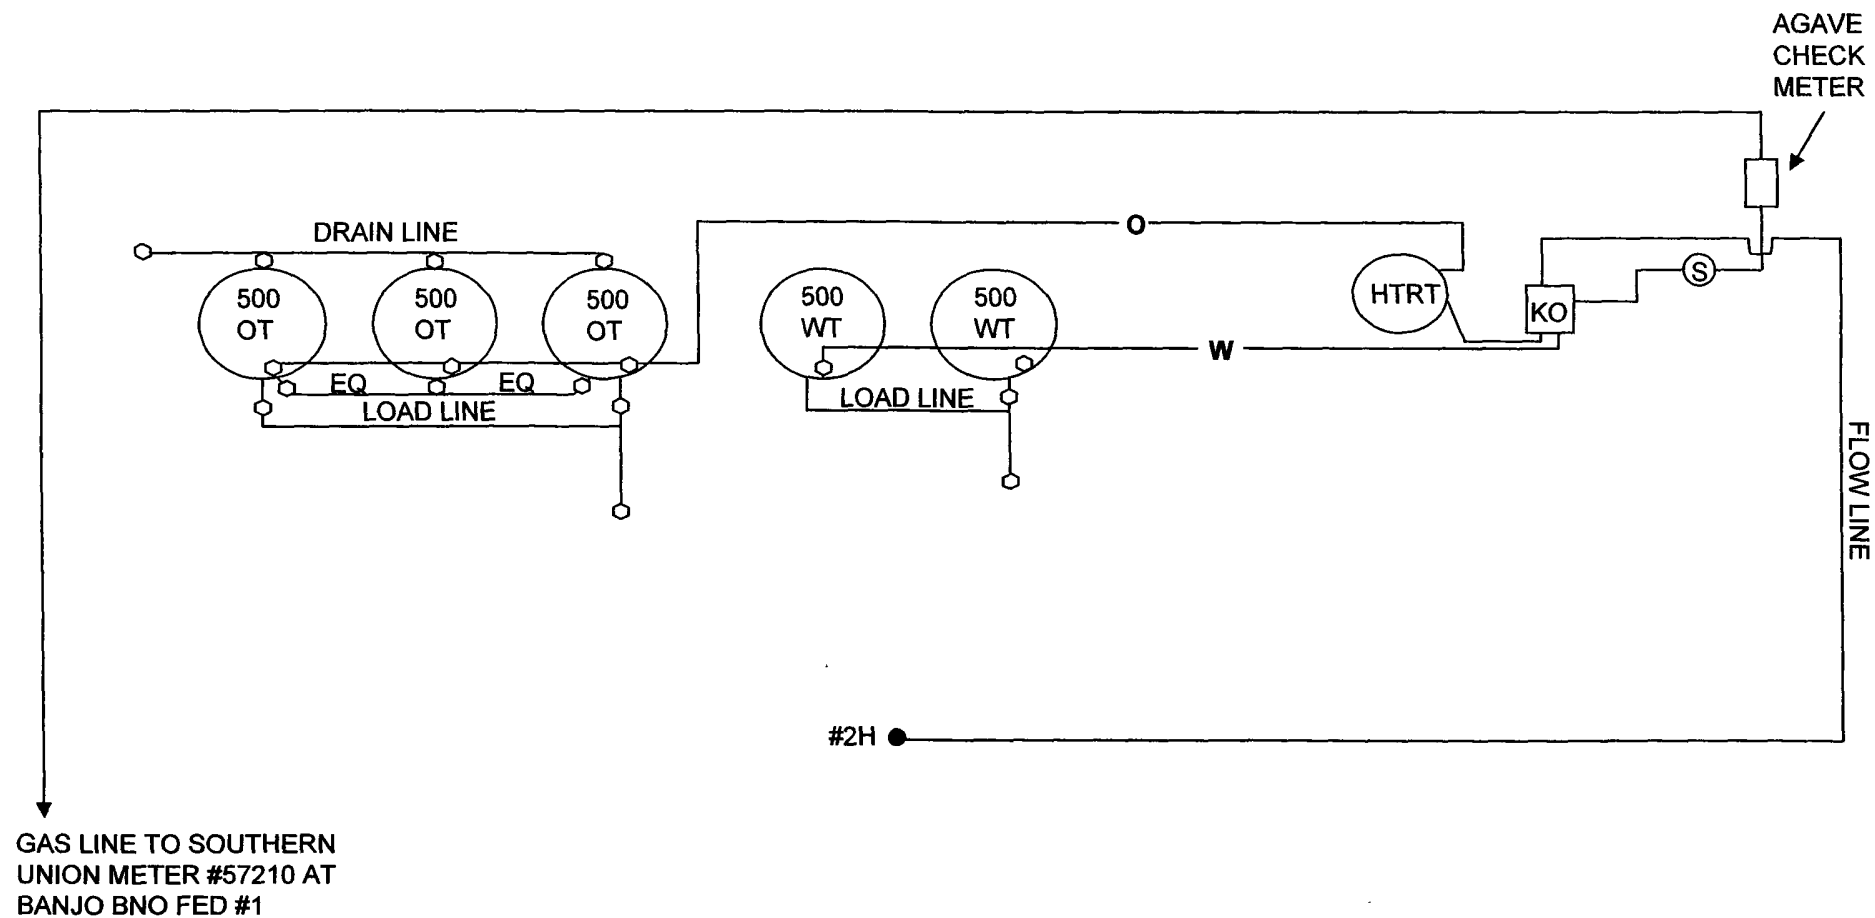 AGAVE
CHECK
METER
O
DRAIN LINE
500
OT
500
OT
500
OT
500
WT
500
WT
HTRT
S
KO
W
EQ
EQ
LOAD LINE
LOAD LINE
FLOW LINE
#2H
GAS LINE TO SOUTHERN
UNION METER #57210 AT
BANJO BNO FED #1